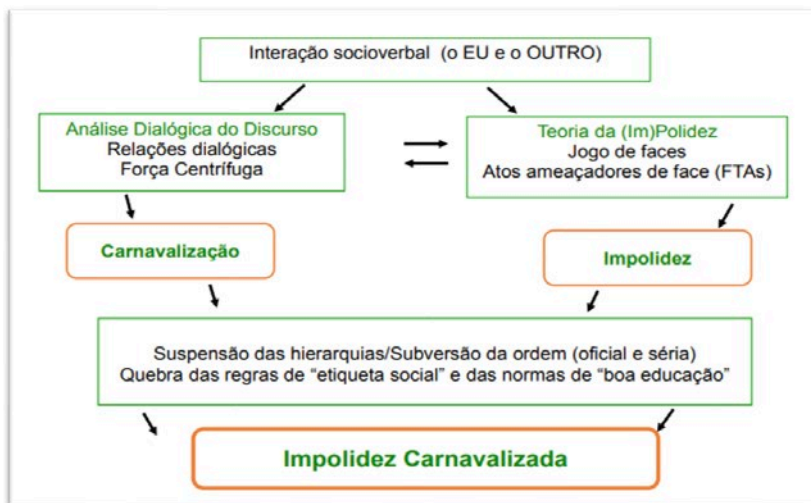 Interação socioverbal (o EU e o OUTRO)
Análise Dialógica do Discurso
Relações dialógicas
Força Centrífuga
Teoria da (Im)Polidez
Jogo de faces
Atos ameaçadores de face (FTAs)
Carnavalização
Impolidez
Suspensão das hierarquias/Subversão da ordem (oficial e séria)
Quebra das regras de “etiqueta social” e das normas de “boa educação”
Impolidez Carnavalizada